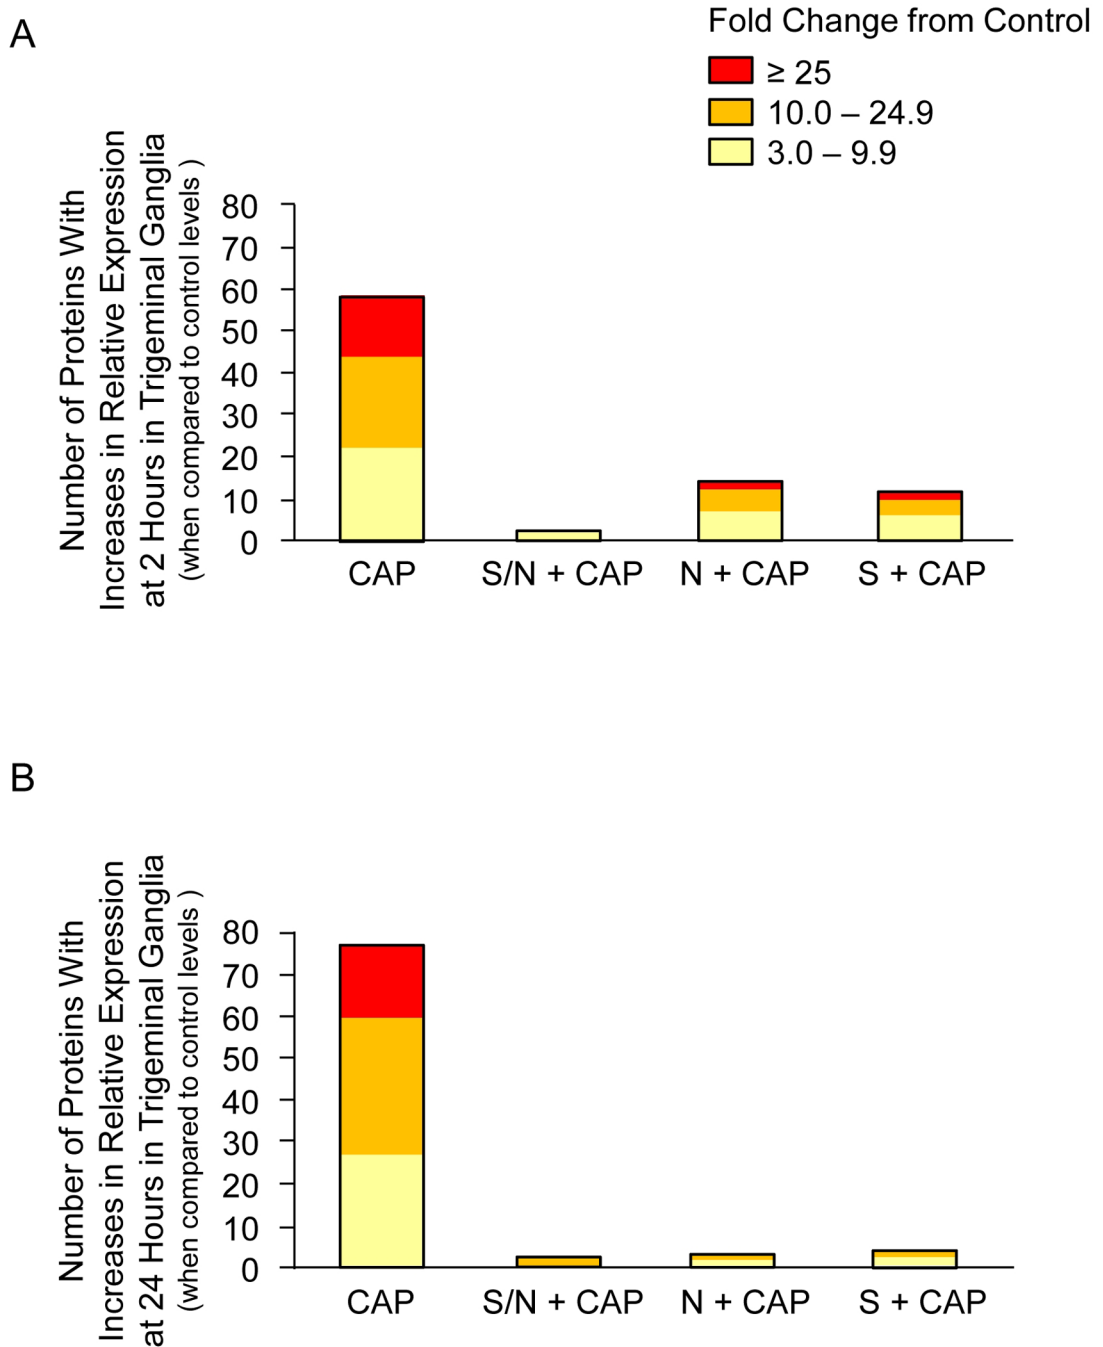 A
Fold Change from Control
≥ 25
10.0 – 24.9
3.0 – 9.9
Number of Proteins With
Increases in Relative Expression
at 2 Hours in Trigeminal Ganglia
(when compared to control levels )
80
70
60
50
40
30
20
10
0
CAP
S/N + CAP
N + CAP
S + CAP
B
Number of Proteins With
Increases in Relative Expression
at 24 Hours in Trigeminal Ganglia
(when compared to control levels )
80
70
60
50
40
30
20
10
0
CAP
S/N + CAP
N + CAP
S + CAP